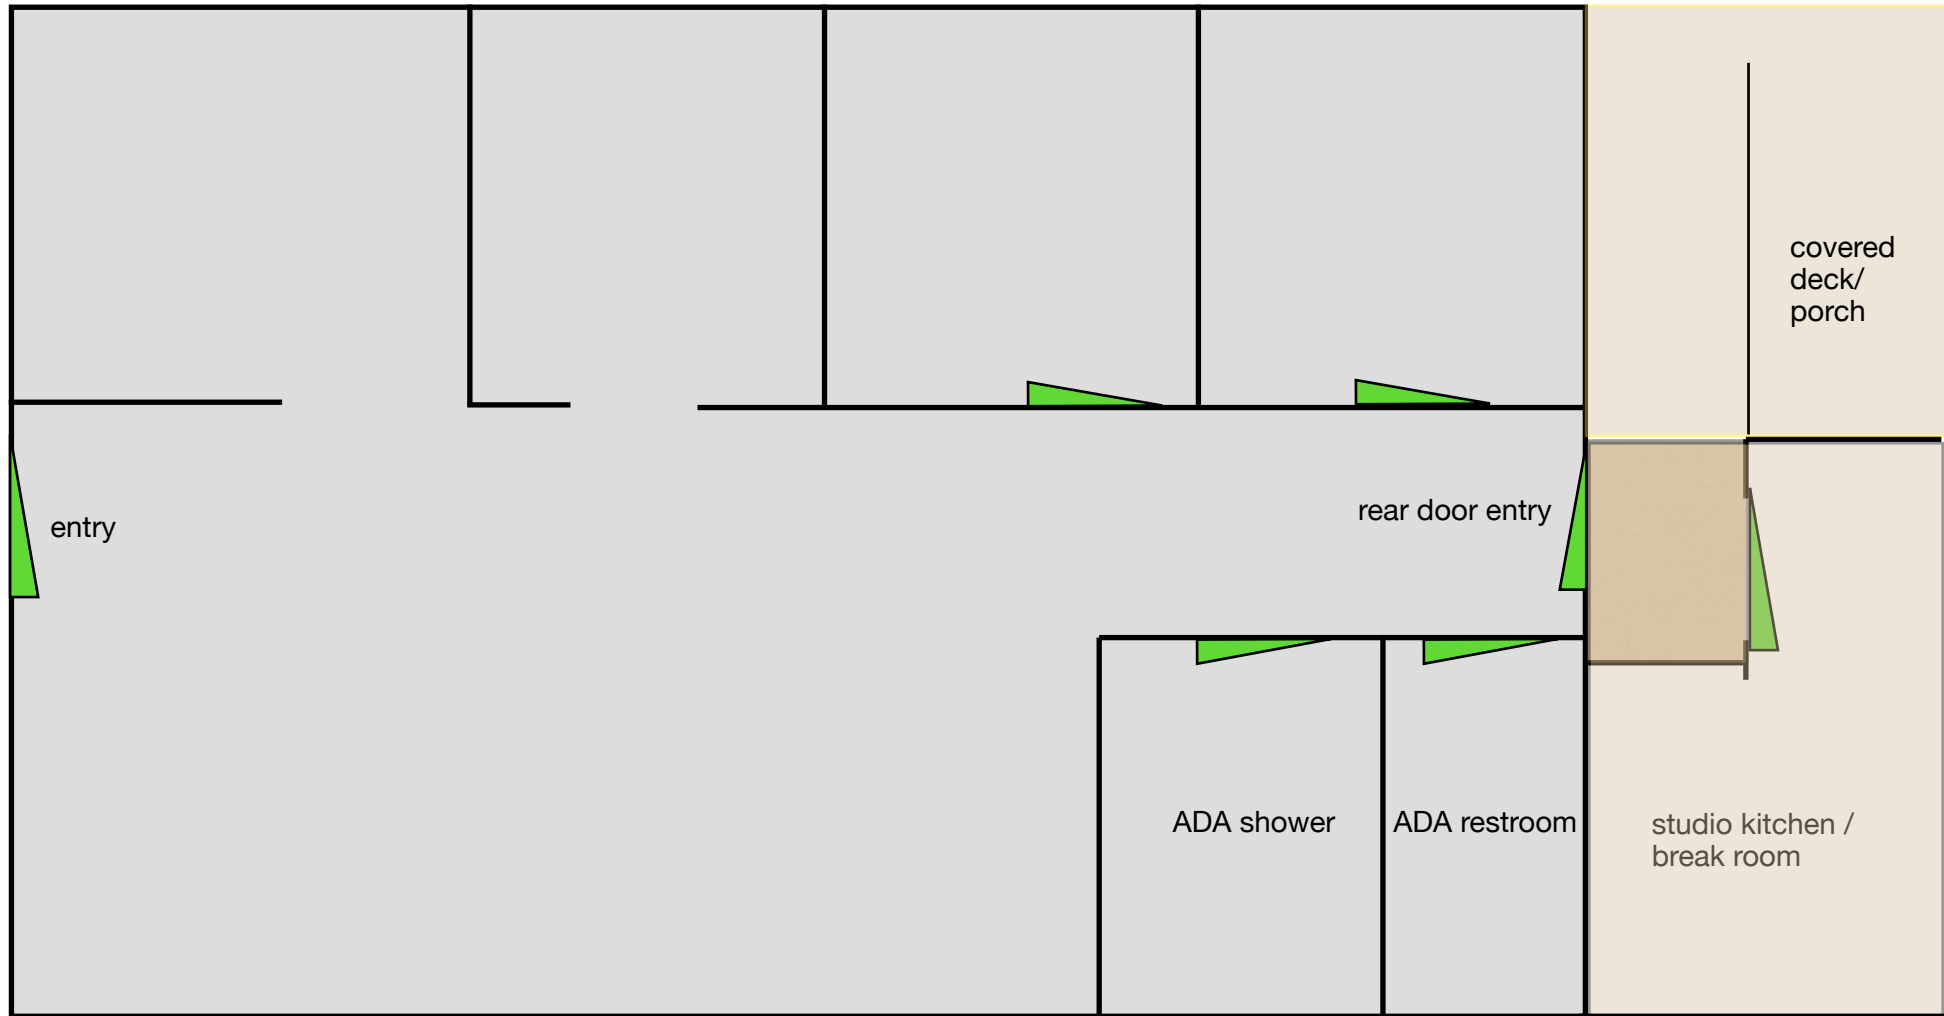 covered
deck/
porch
entry
rear door entry
ADA shower
ADA restroom
studio kitchen /
break room